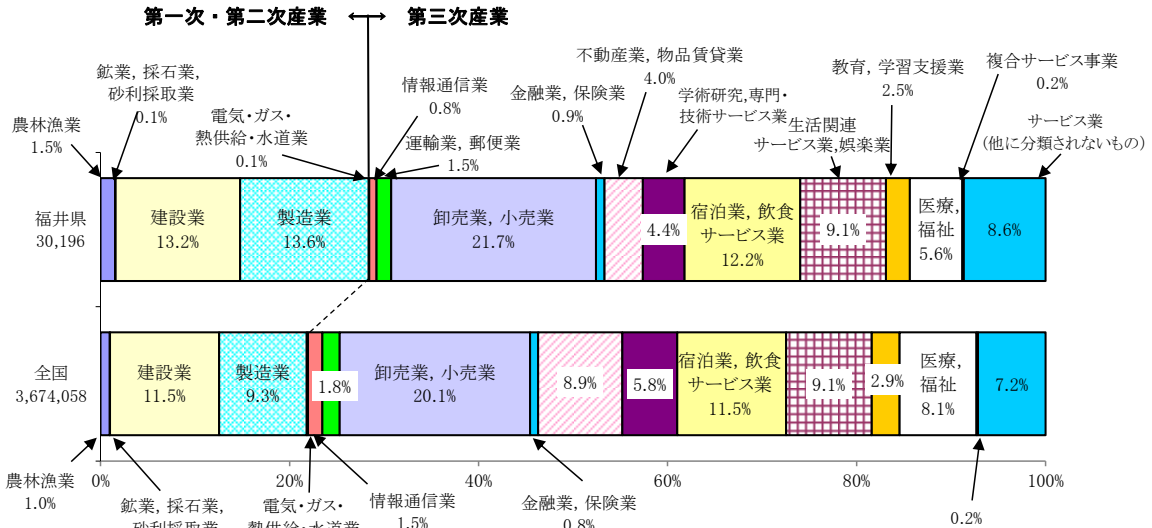 第一次・第二次産業 ←→ 第三次産業
不動産業, 物品賃貸業
4.0%
鉱業, 採石業,
砂利採取業
0.1%
電気・ガス・
熱供給・水道業
0.1%
情報通信業
0.8%
運輸業, 郵便業
1.5%
金融業, 保険業
0.9%
学術研究,専門・
技術サービス業
教育, 学習支援業
2.5%
複合サービス事業
0.2%
生活関連
サービス業,娯楽業
サービス業
(他に分類されないもの)
農林漁業
1.5%
福井県
30,196
建設業
13.2%
製造業
13.6%
卸売業, 小売業
21.7%
4.4%
宿泊業, 飲食
サービス業
12.2%
9.1%
医療,
福祉
5.6%
8.6%
全国
3,674,058
建設業
11.5%
製造業
9.3%
1.8%
卸売業, 小売業
20.1%
8.9%
5.8%
宿泊業, 飲食
サービス業
11.5%
9.1%
2.9%
医療,
福祉
8.1%
7.2%
0% 20% 40% 60% 80% 100%
農林漁業
1.0%
鉱業, 採石業,
砂利採取業
電気・ガス・
熱供給・水道業
情報通信業
1.5%
金融業, 保険業
0.8%
0.2%